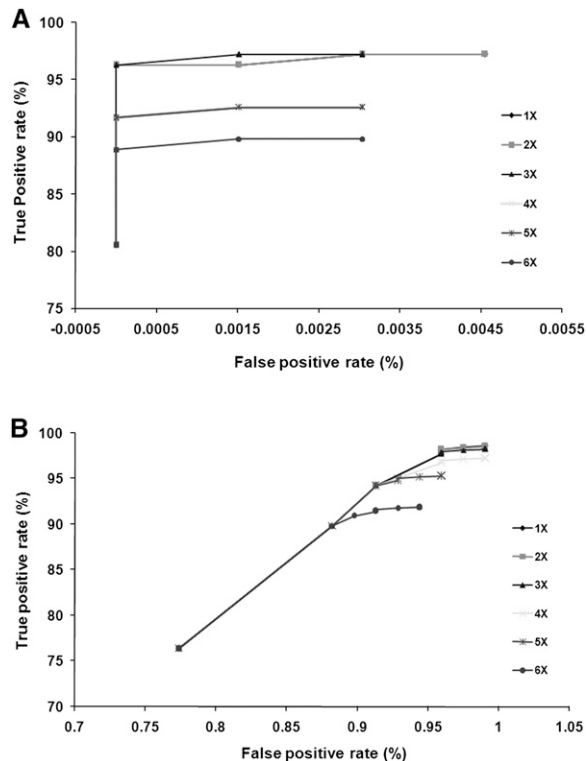 A
100
95
90
85
80
75
True Positive rate (%)
-0.0005 0.0005 0.0015 0.0025 0.0035 0.0045 0.0055
False positive rate (%)
1X
2X
3X
4X
5X
6X
B
100
95
90
85
80
75
70
True positive rate (%)
0.7 0.75 0.8 0.85 0.9 0.95 1 1.05
False positive rate (%)
1X
2X
3X
4X
5X
6X